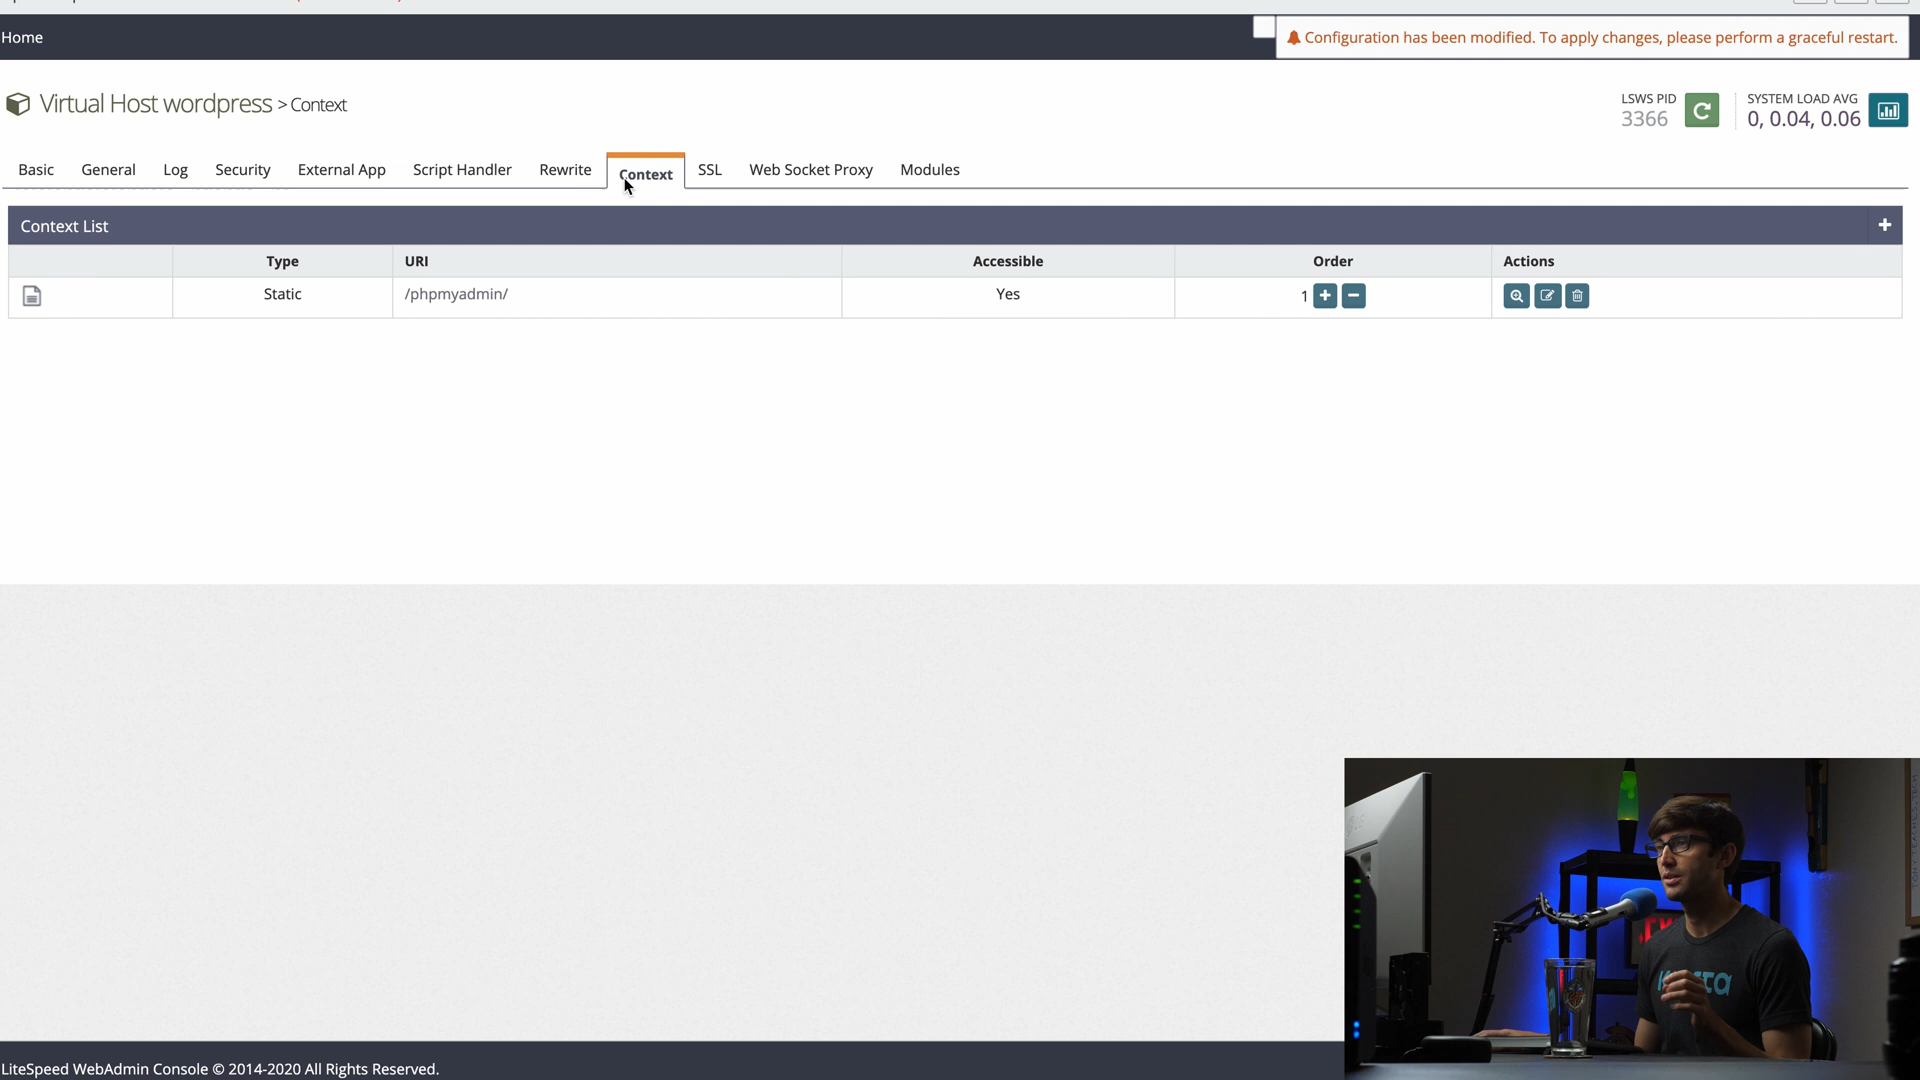 Home
Configuration has been modified. To apply changes, please perform a graceful restart.
Virtual Host wordpress > Context
LSWS PID
3366
SYSTEM LOAD AVG
0, 0.04, 0.06
Basic General Log Security External App Script Handler Rewrite Context SSL Web Socket Proxy Modules
Context List
Type URI Accessible Order Actions
Static /phpmyadmin/ Yes 1
LiteSpeed WebAdmin Console © 2014-2020 All Rights Reserved.